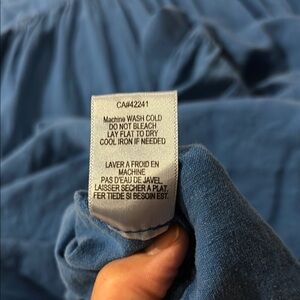 CA#42241
Machine WASH COLD
DO NOT BLEACH
LAY FLAT TO DRY
COOL IRON IF NEEDED
LAVER A FROID EN
MACHINE
PAS D'EAU DE JAVEL,
LAISSER SECHER A PLAT,
FER TIEDE SI BESOIN EST.